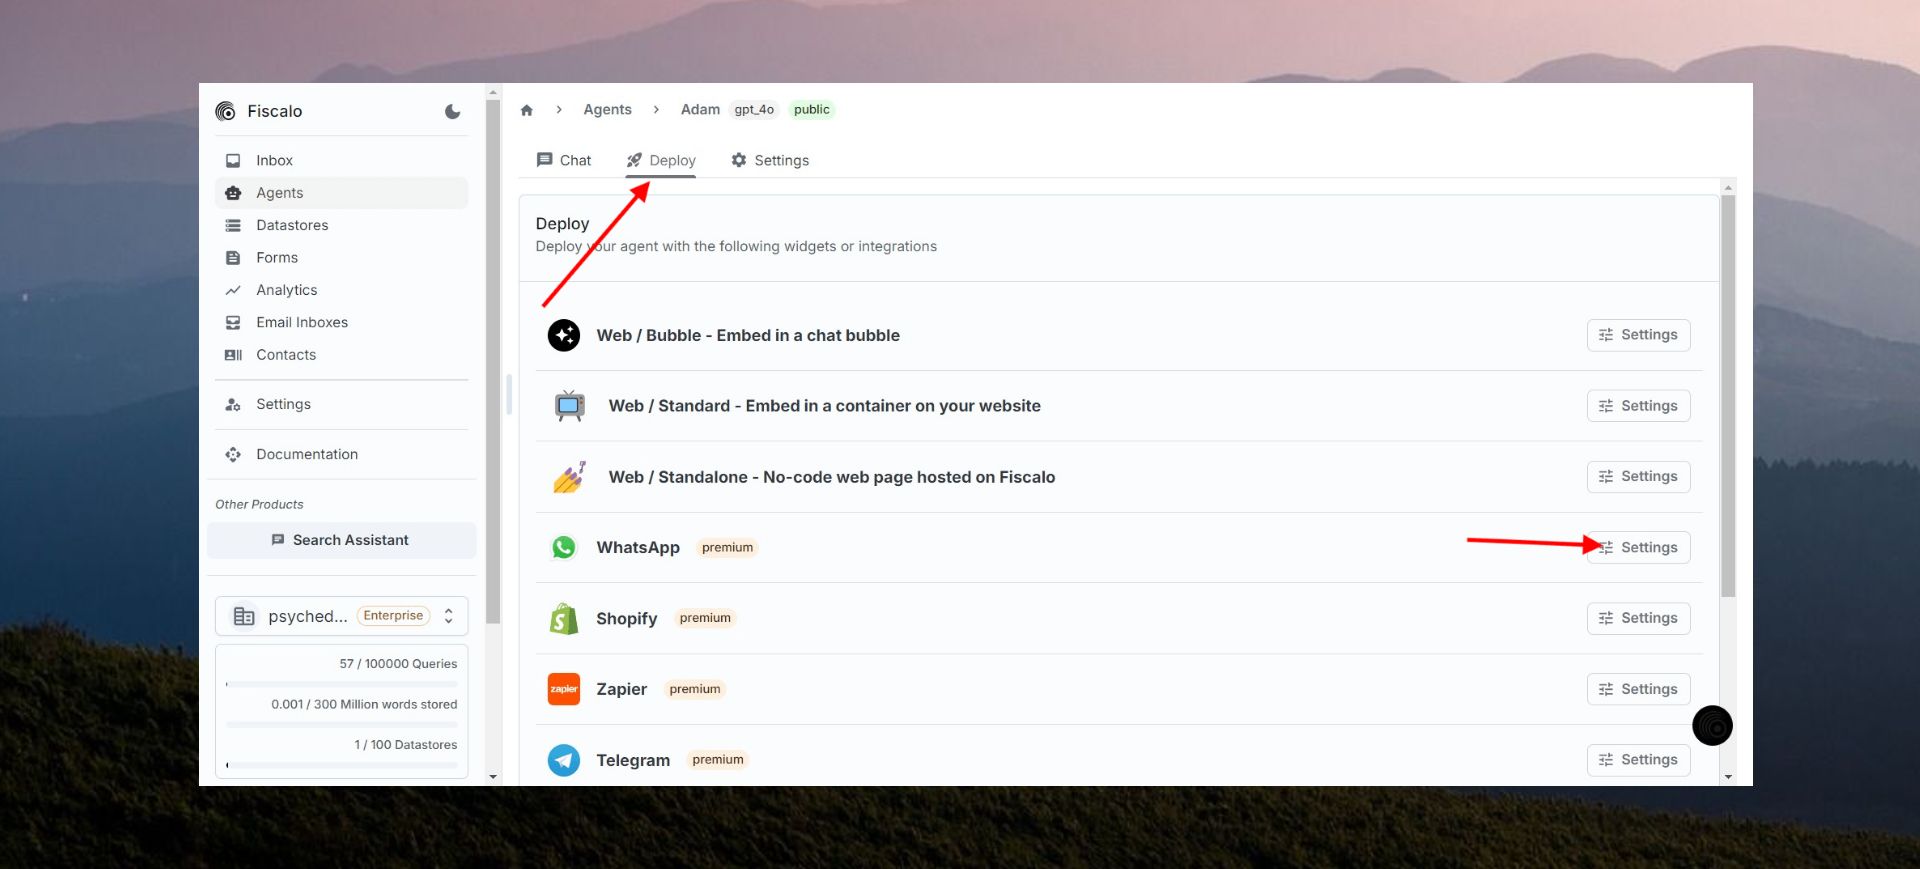 Fiscalo
Inbox
Agents
Datastores
Forms
Analytics
Email Inboxes
Contacts
Settings
Documentation
Other Products
Search Assistant
psyched... Enterprise
57 / 100000 Queries
0.001 / 300 Million words stored
1 / 100 Datastores
Agents Adam gpt_4o public
Chat Deploy Settings
Deploy
Deploy your agent with the following widgets or integrations
Web / Bubble - Embed in a chat bubble Settings
Web / Standard - Embed in a container on your website Settings
Web / Standalone - No-code web page hosted on Fiscalo Settings
WhatsApp premium Settings
Shopify premium Settings
zapier Zapier premium Settings
Telegram premium Settings